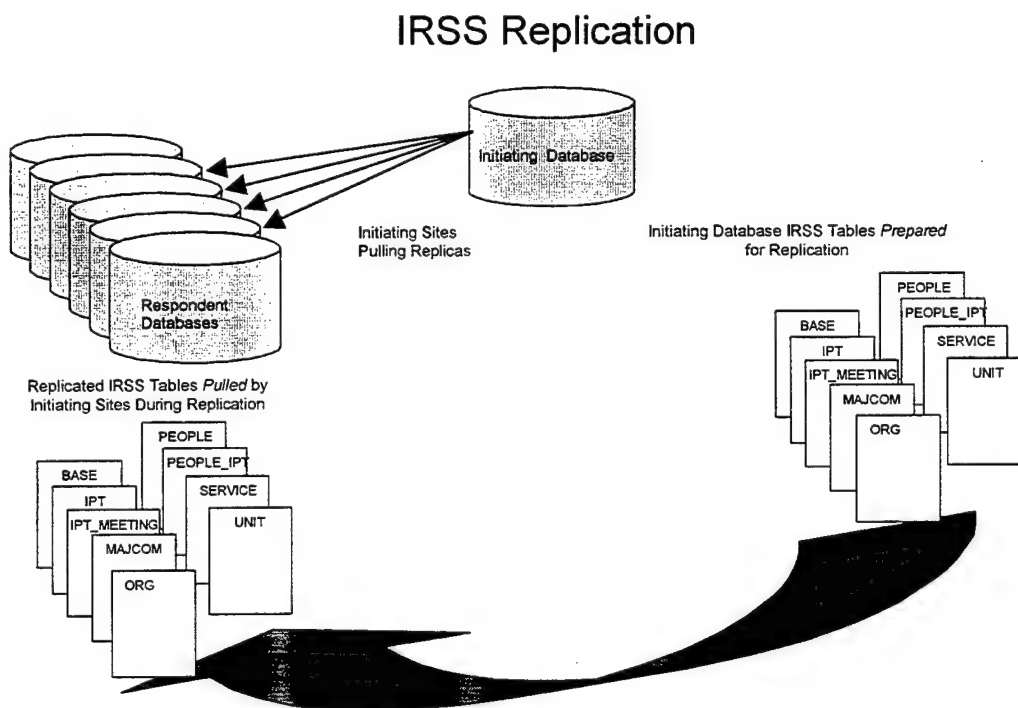 IRSS Replication
Initiating Database
Initiating Sites
Pulling Replicas
Respondent
Databases
Initiating Database IRSS Tables Prepared
for Replication
PEOPLE
PEOPLE_IPT
SERVICE
UNIT
BASE
IPT
IPT_MEETING
MAJCOM
ORG
Replicated IRSS Tables Pulled by
Initiating Sites During Replication
PEOPLE
PEOPLE_IPT
SERVICE
UNIT
BASE
IPT
IPT_MEETING
MAJCOM
ORG